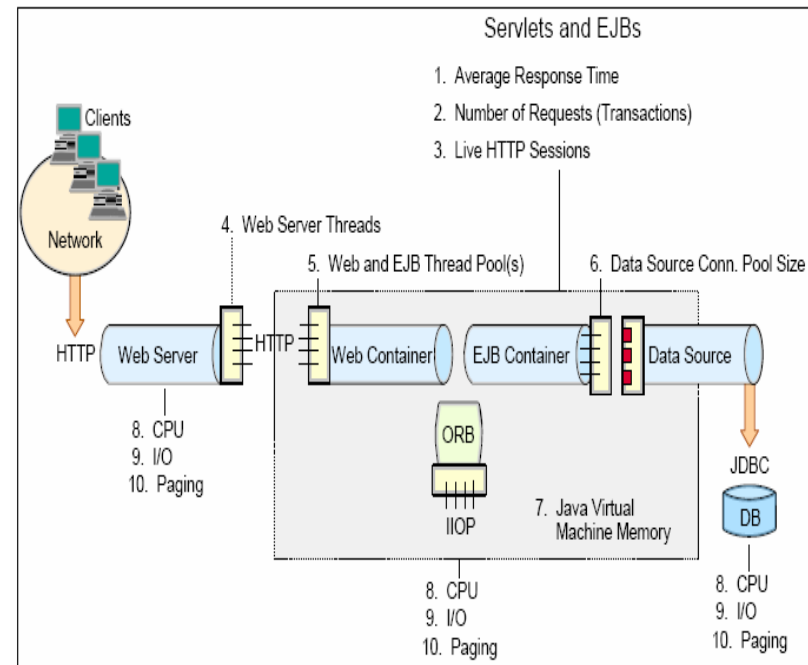 Servlets and EJBs
1. Average Response Time
2. Number of Requests (Transactions)
3. Live HTTP Sessions
Clients
Network
4. Web Server Threads
5. Web and EJB Thread Pool(s)
6. Data Source Conn. Pool Size
HTTP
Web Server
HTTP
Web Container
EJB Container
Data Source
8. CPU
9. I/O
10. Paging
ORB
IIOP
7. Java Virtual
Machine Memory
JDBC
DB
8. CPU
9. I/O
10. Paging
8. CPU
9. I/O
10. Paging